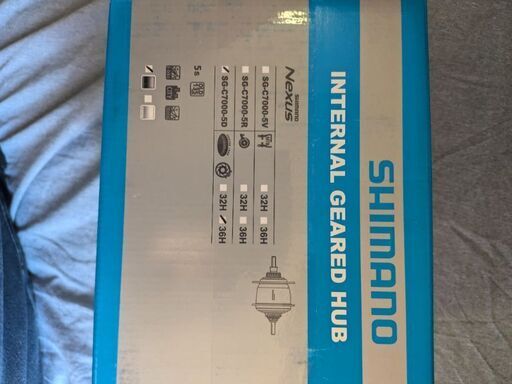 SHIMANO
INTERNAL GEARED HUB
SHIMANO
NEXUS
SG-C7000-5V 32H 36H
SG-C7000-5R 32H 36H
SG-C7000-5D 32H 36H
5s